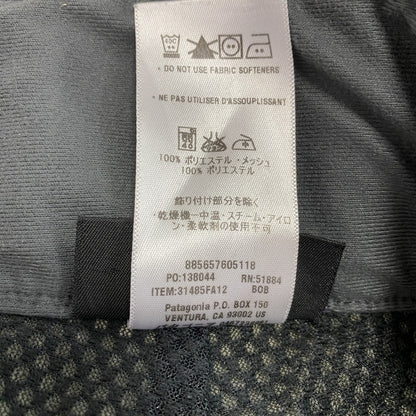 • DO NOT USE FABRIC SOFTENERS
• NE PAS UTILISER D'ASSOUPLISSANT
100% ポリエステル・メッシュ
100% ポリエステル
飾り付け部分を除く
・乾燥機－中温・スチーム・アイロ
ン・柔軟剤の使用不可
885657605118
PO:138044 RN:51884
ITEM:31485FA12 BOB
Patagonia P.O. BOX 150
VENTURA, CA 93002 US